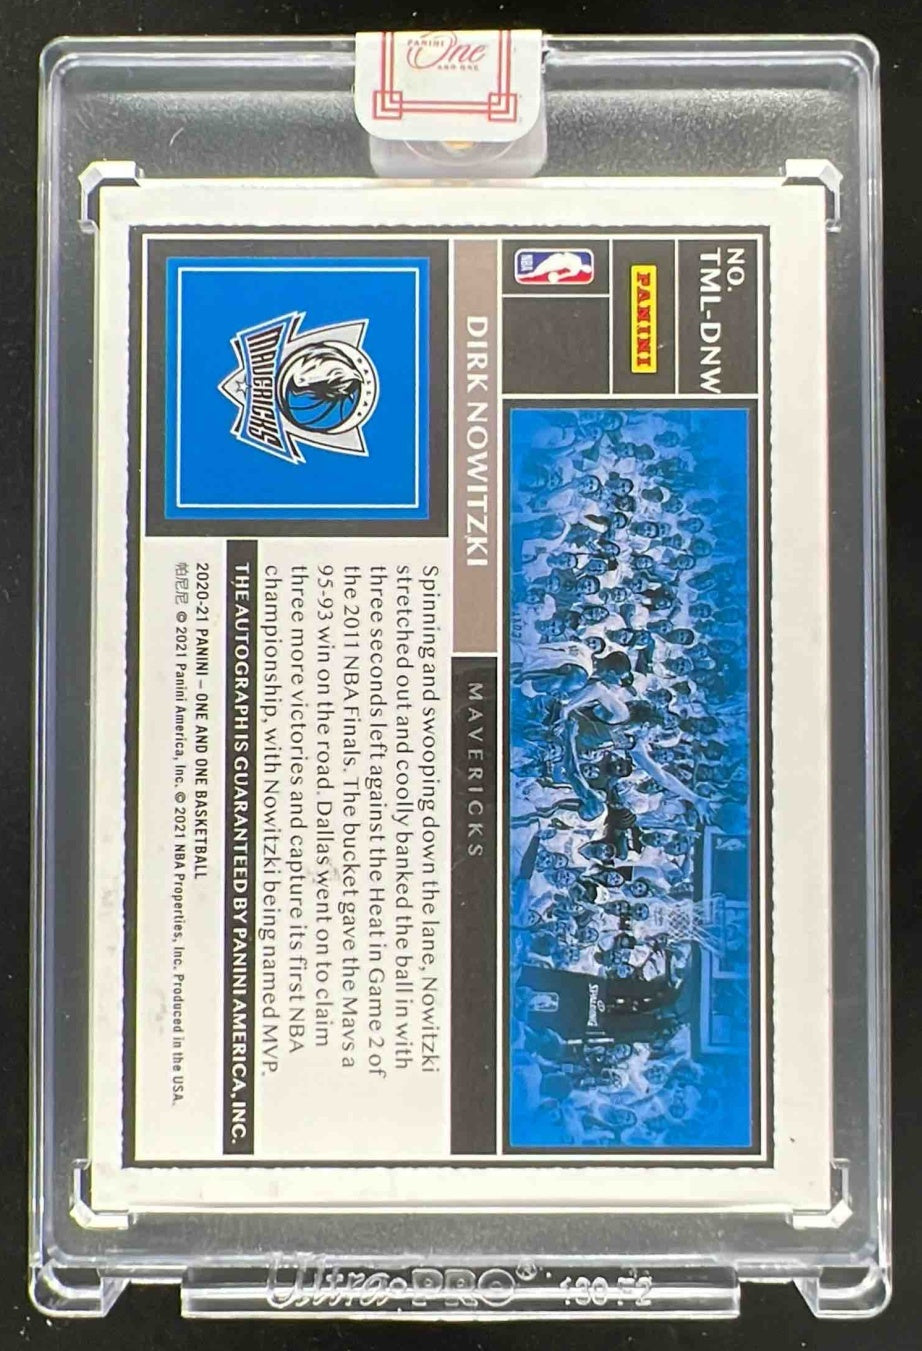 PANINI
One
AND ONE
NO.
TML-DNW
PANINI
NBA
DIRK NOWITZKI
MAVERICKS
DALLAS
MAVERICKS
SPALDING
Spinning and swooping down the lane, Nowitzki
stretched out and coolly banked the ball in with
three seconds left against the Heat in Game 2 of
the 2011 NBA Finals. The bucket gave the Mavs a
95-93 win on the road. Dallas went on to claim
three more victories and capture its first NBA
championship, with Nowitzki being named MVP.
THE AUTOGRAPH IS GUARANTEED BY PANINI AMERICA, INC.
2020-21 PANINI – ONE AND ONE BASKETBALL
帕尼尼 © 2021 Panini America, Inc. © 2021 NBA Properties, Inc. Produced in the USA.
Ultra•PRO®